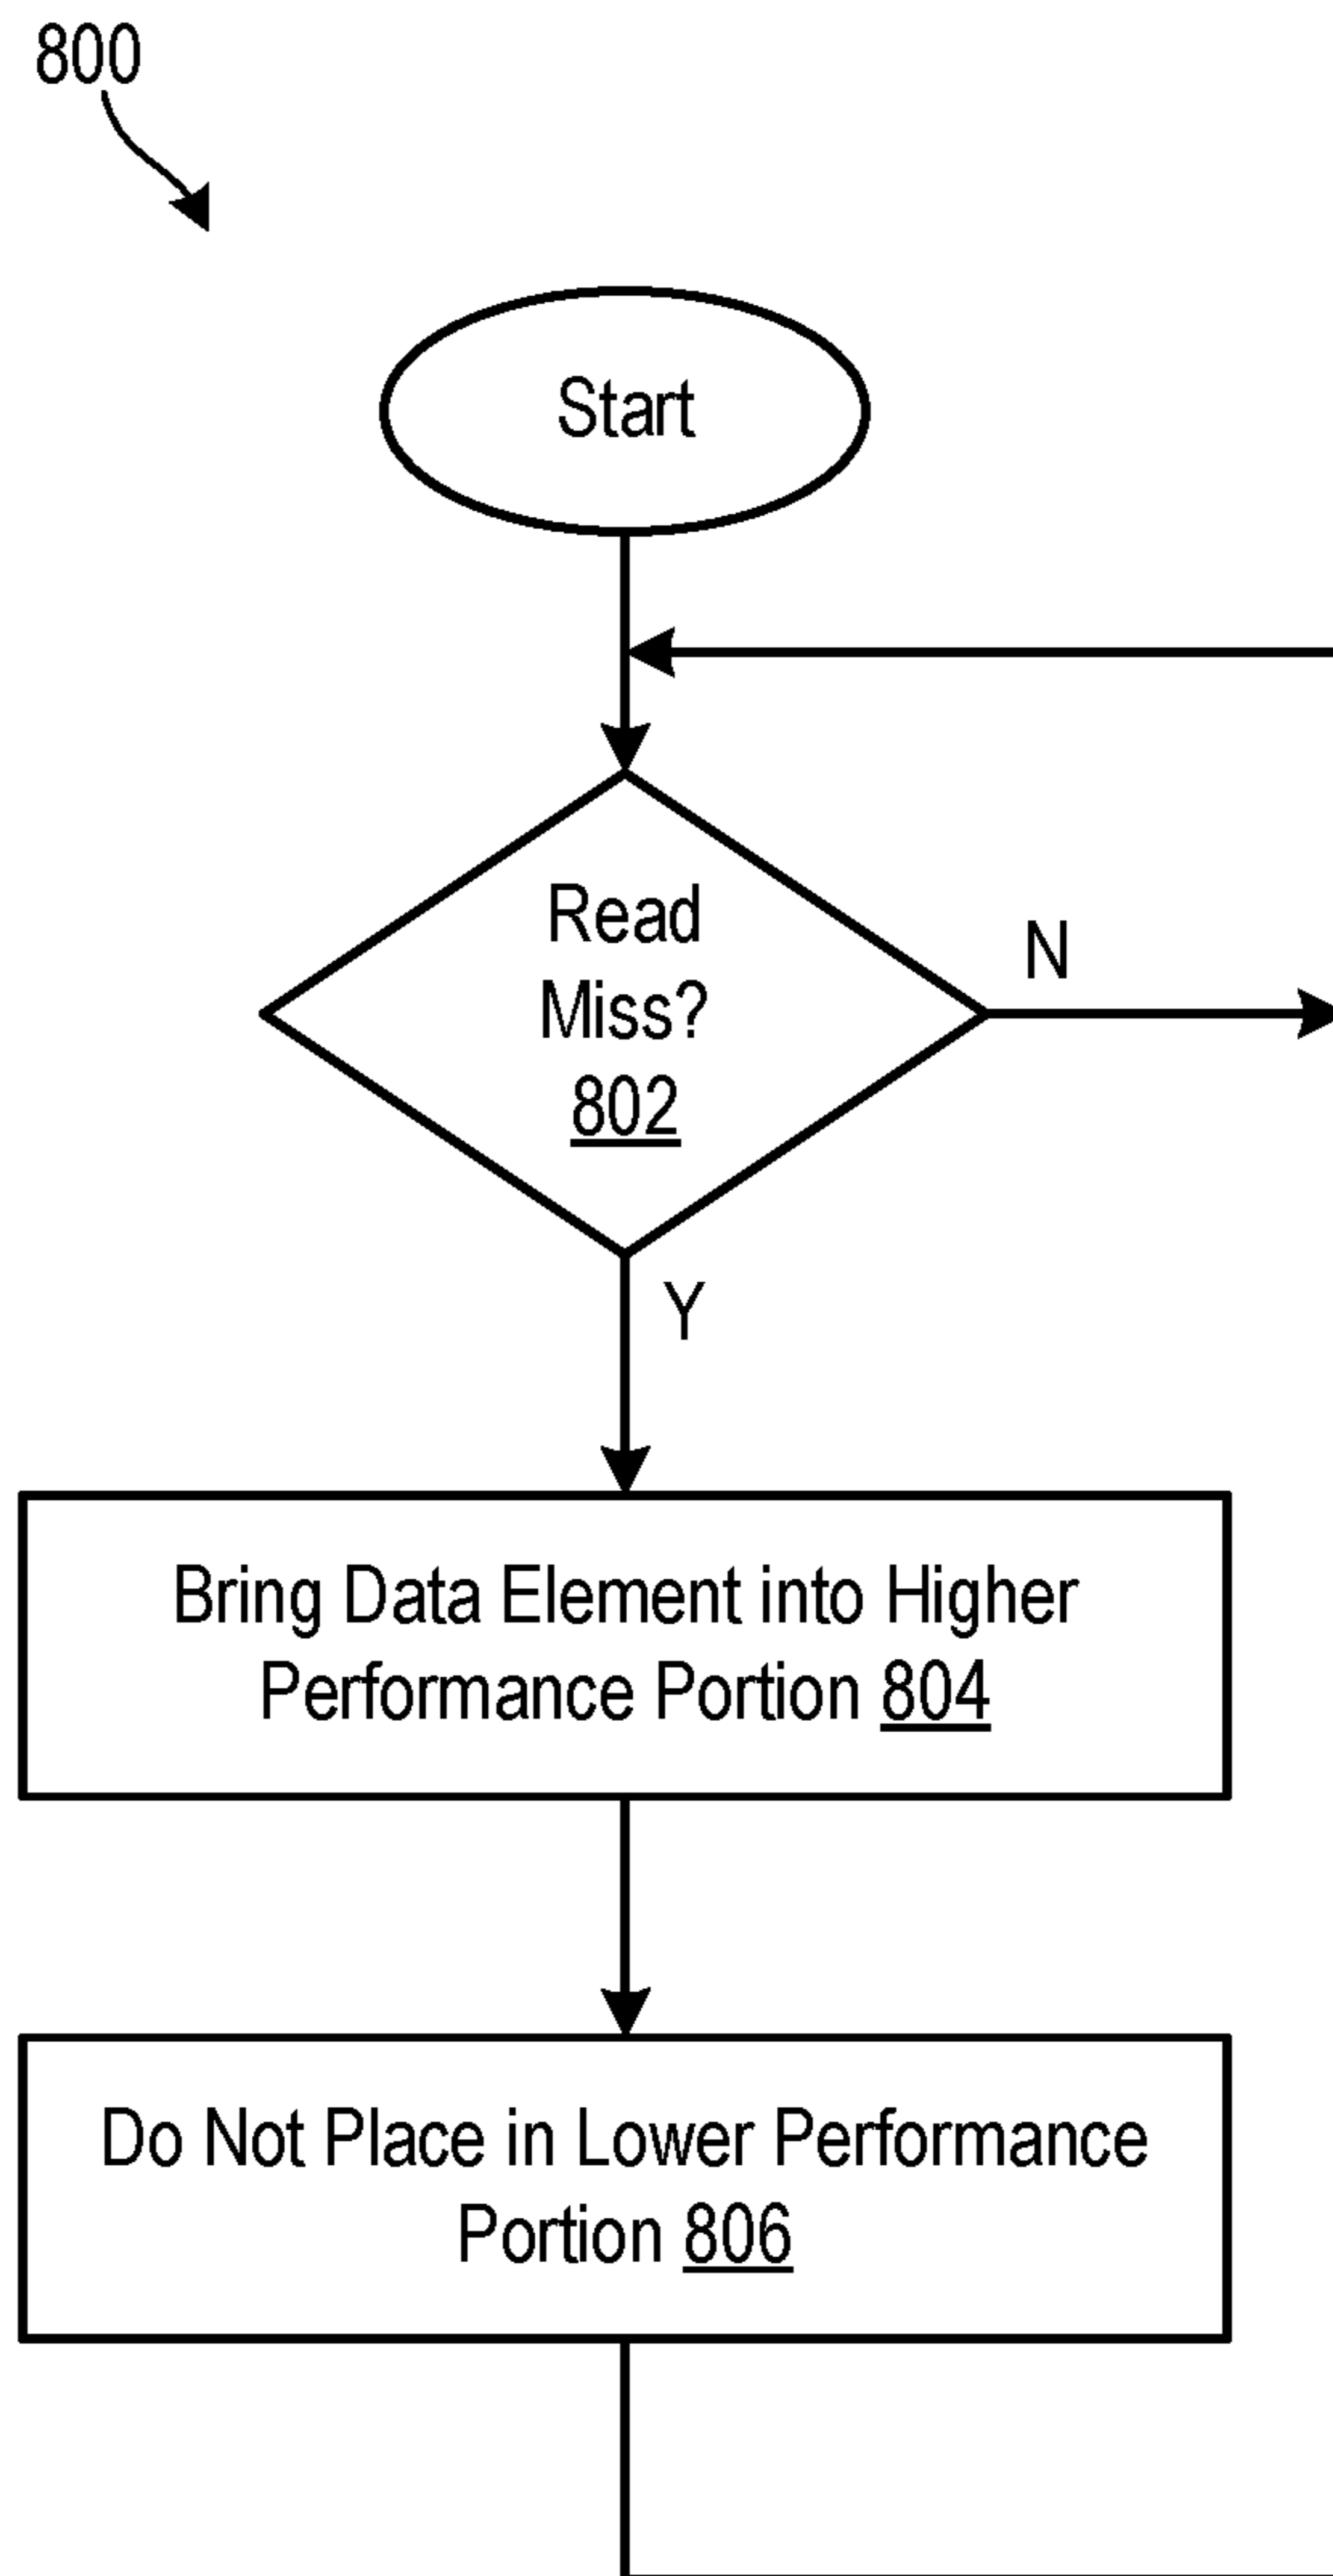 800
Start
Read
Miss?
802
N
Y
Bring Data Element into Higher
Performance Portion 804
Do Not Place in Lower Performance
Portion 806